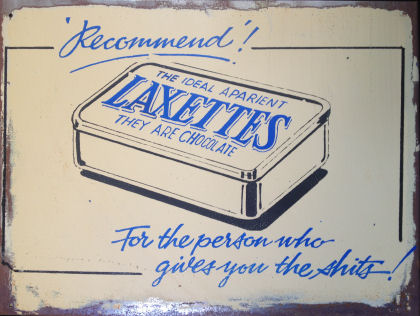 'Recommend'!
THE IDEAL APARIENT
LAXETTES
THEY ARE CHOCOLATE
For the person who
gives you the shits!